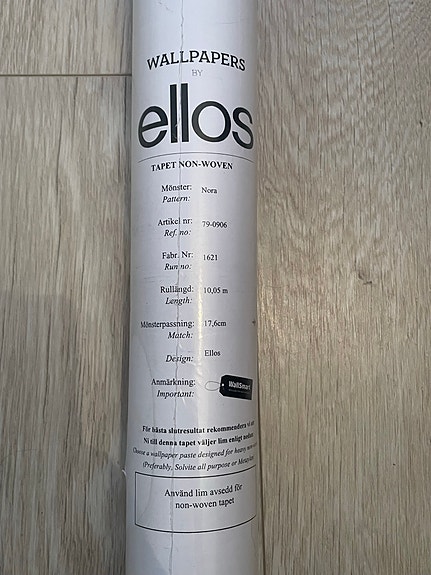 WALLPAPERS
BY
ellos
TAPET NON-WOVEN
Mönster: Nora
Pattern:
Artikel nr: 79-0906
Ref. no:
Fabr. Nr: 1621
Run no:
Rullängd: 10,05 m
Length:
Mönsterpassning: 17,6cm
Match:
Design: Ellos
Anmärkning: WallSmart
Important:
För bästa slutresultat rekommenderar vi att
Ni till denna tapet väljer lim enligt nedan:
Choose a wallpaper paste designed for heavy
(Preferably, Solvite all purpose or
Använd lim avsedd för
non-woven tapet